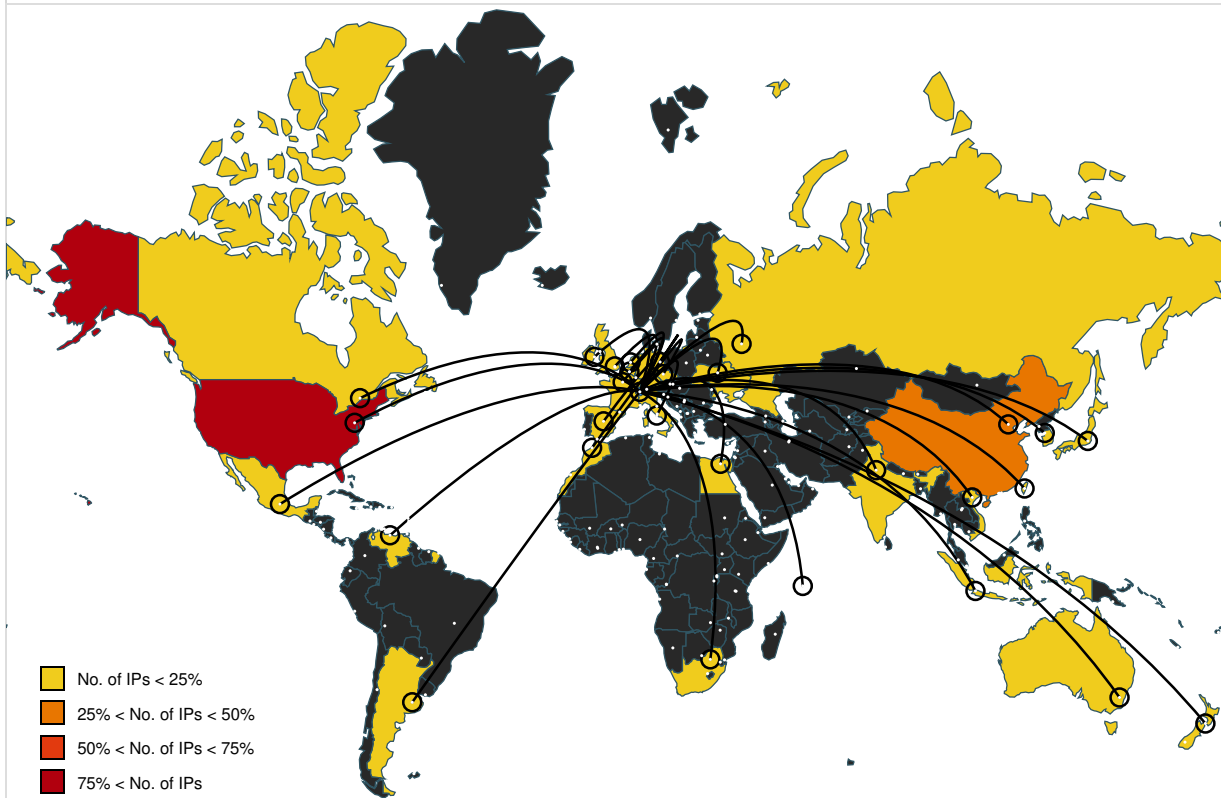 No. of IPs < 25%
25% < No. of IPs < 50%
50% < No. of IPs < 75%
75% < No. of IPs